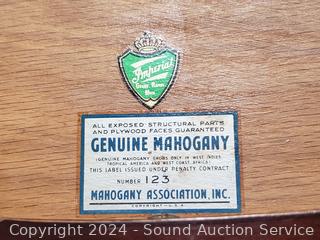 Imperial
Grand Rapids
Mich
ALL EXPOSED STRUCTURAL PARTS
AND PLYWOOD FACES GUARANTEED
GENUINE MAHOGANY
(GENUINE MAHOGANY GROWS ONLY IN WEST INDIES
TROPICAL AMERICA AND WEST COAST AFRICA)
THIS LABEL ISSUED UNDER PENALTY CONTRACT
NUMBER 123
MAHOGANY ASSOCIATION, INC.
COPYRIGHT U.S.A.
Copyright 2024 - Sound Auction Service